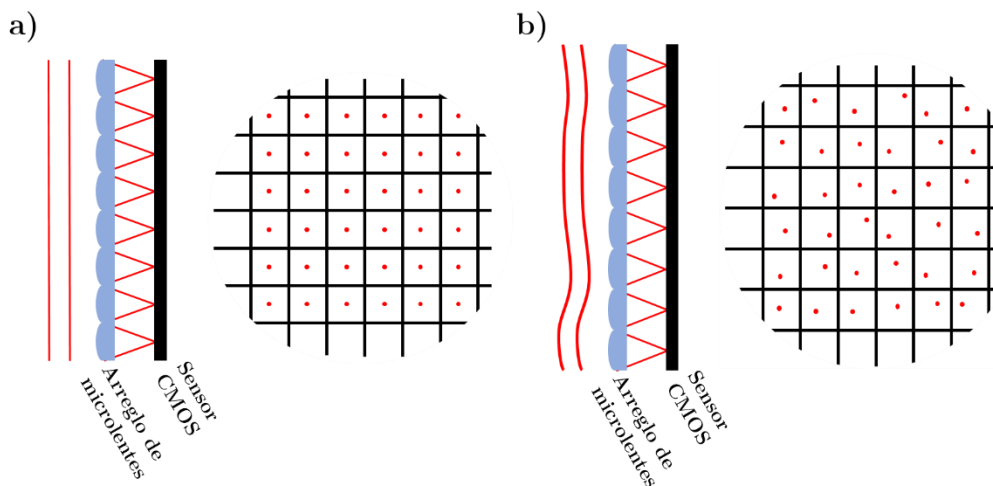 a)
Arreglo de
microlentes
Sensor
CMOS
b)
Arreglo de
microlentes
Sensor
CMOS